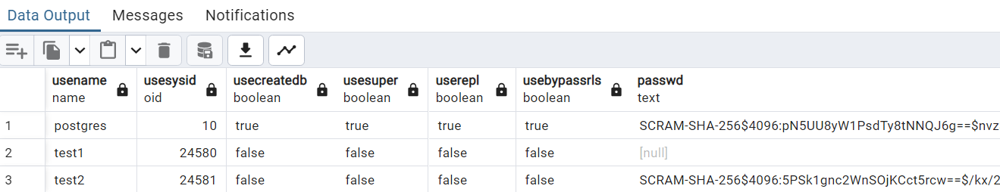 Data Output Messages Notifications
usename usesysid usecreatedb usesuper userepl usebypassrls passwd
name oid boolean boolean boolean boolean text
1 postgres 10 true true true true SCRAM-SHA-256$4096:pN5UU8yW1PsdTy8tNNQJ6g==$nvz
2 test1 24580 false false false false [null]
3 test2 24581 false false false false SCRAM-SHA-256$4096:5PSk1gnc2WnSOjKCct5rcw==$/kx/2